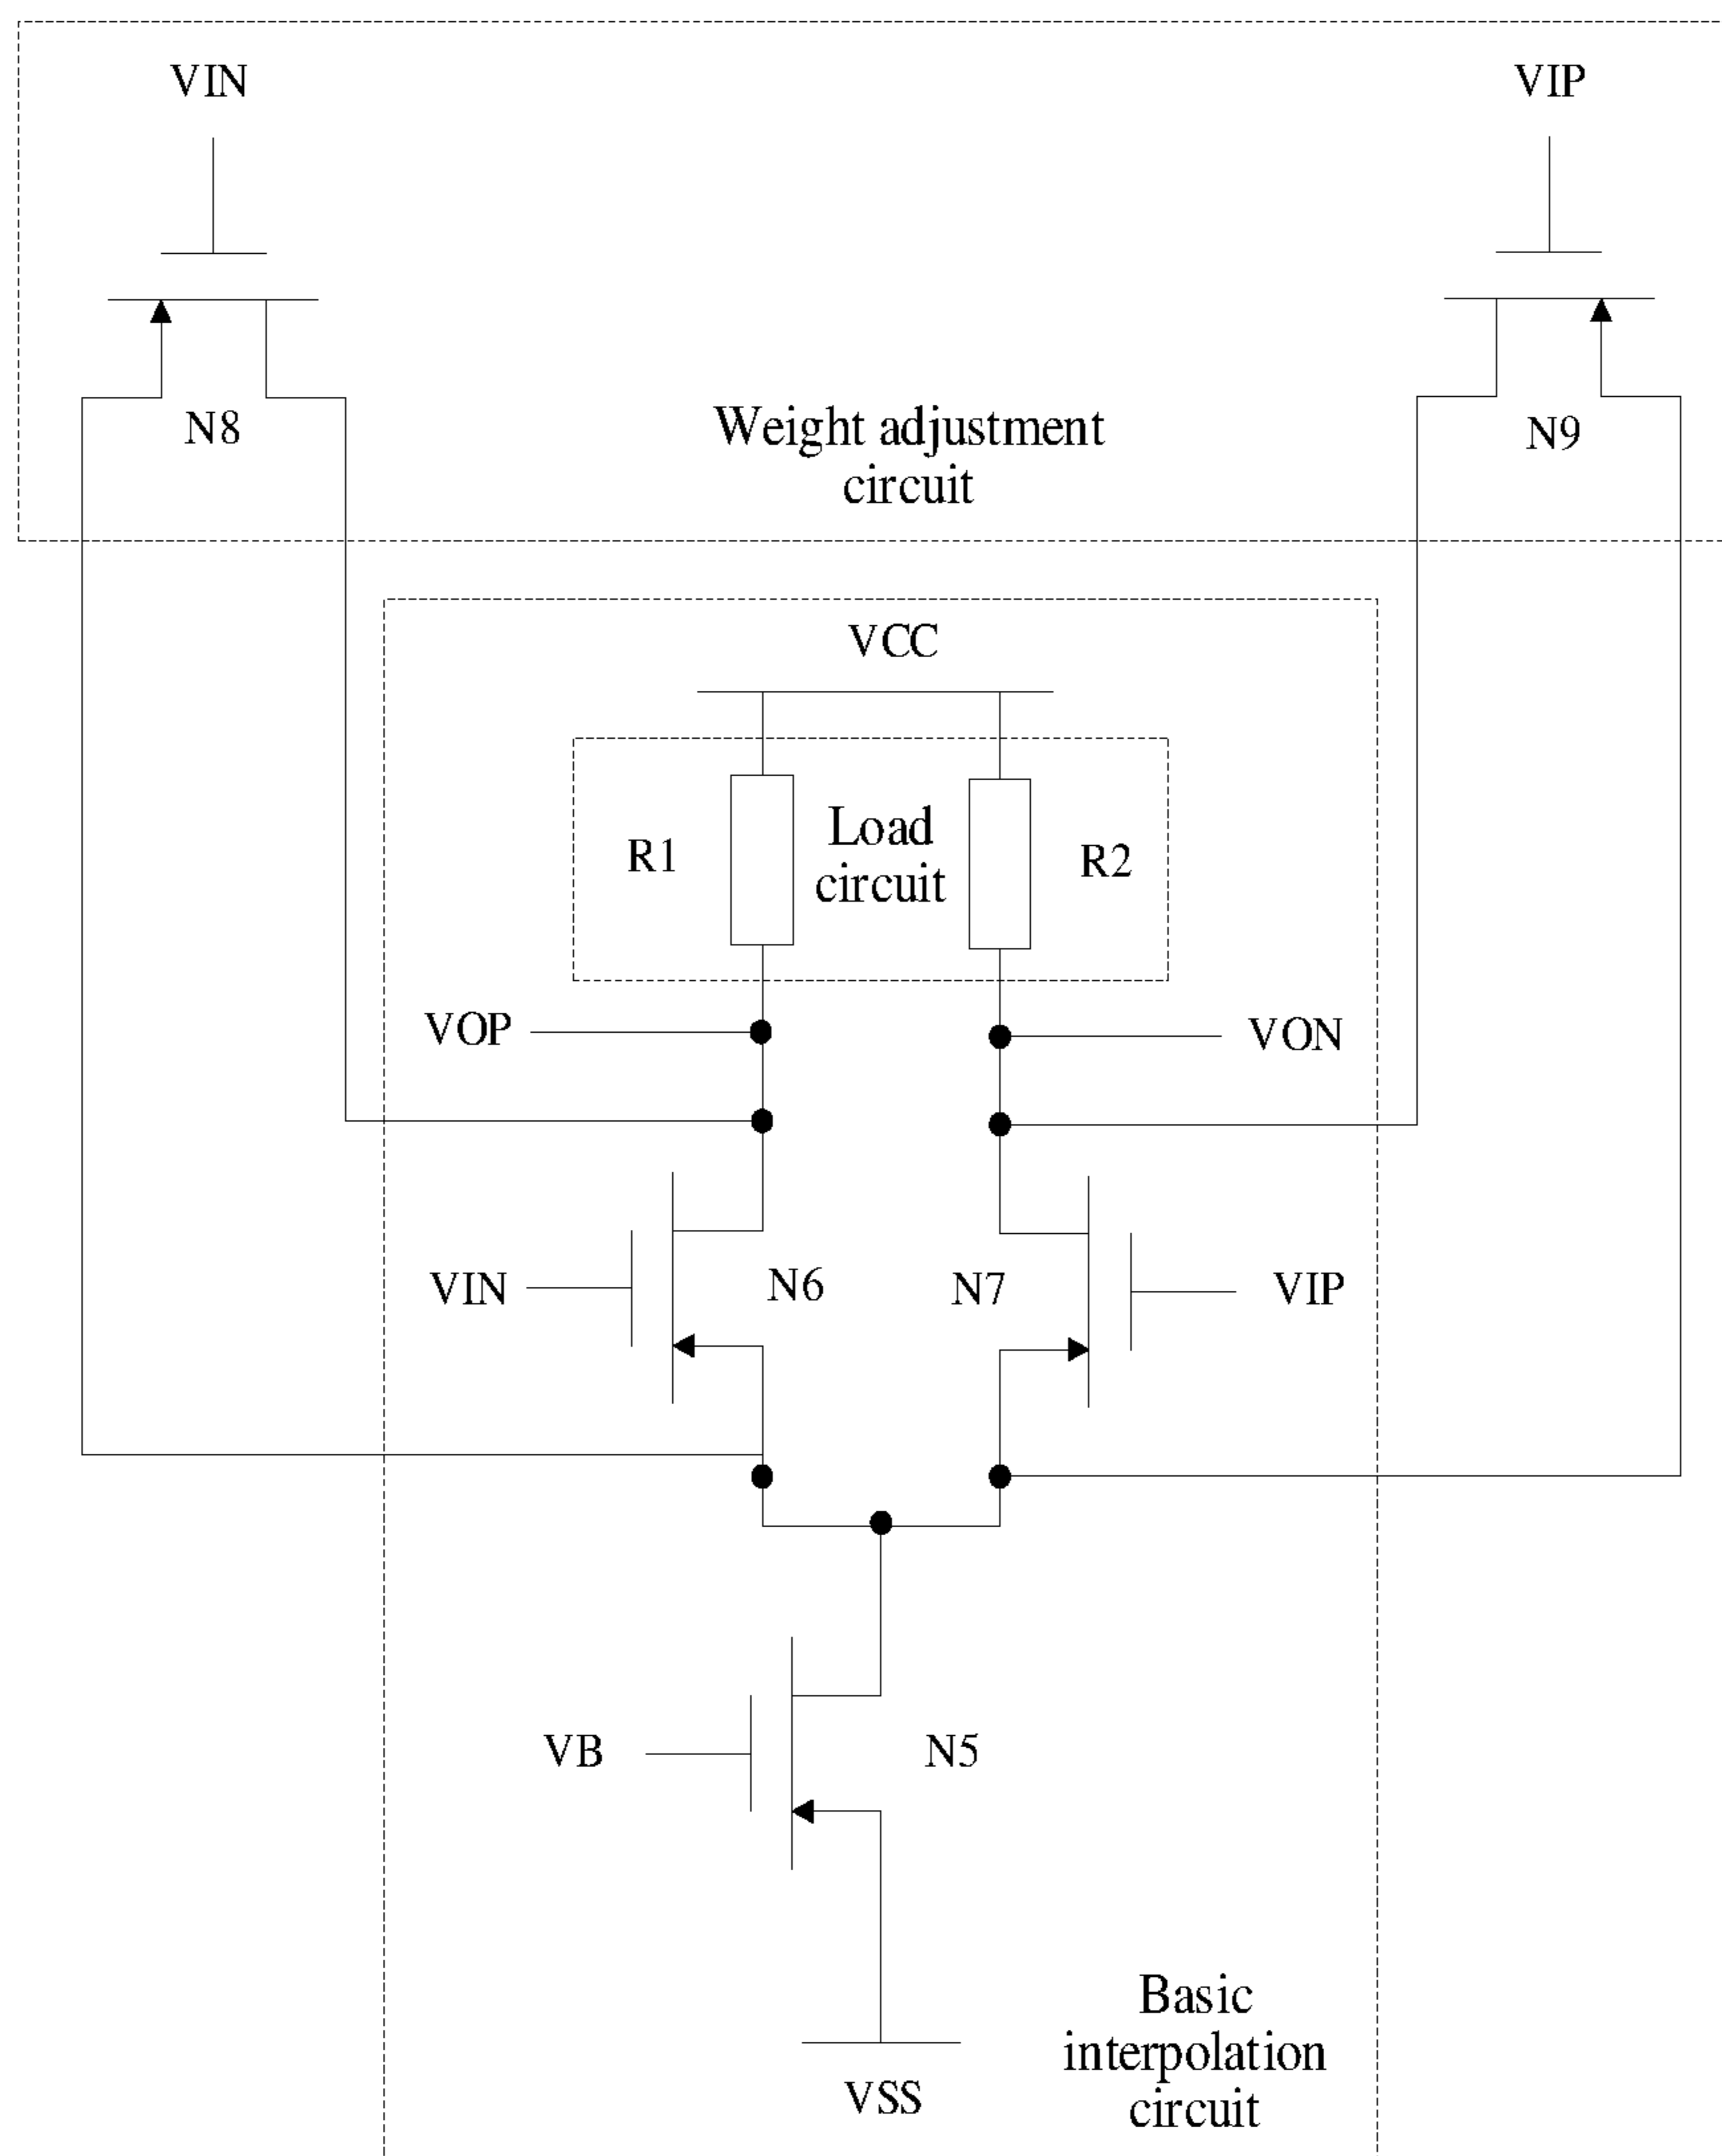 VIN
VIP
N8
N9
Weight adjustment
circuit
VCC
R1
Load
circuit
R2
VOP
VON
VIN
N6
N7
VIP
VB
N5
Basic
interpolation
circuit
VSS